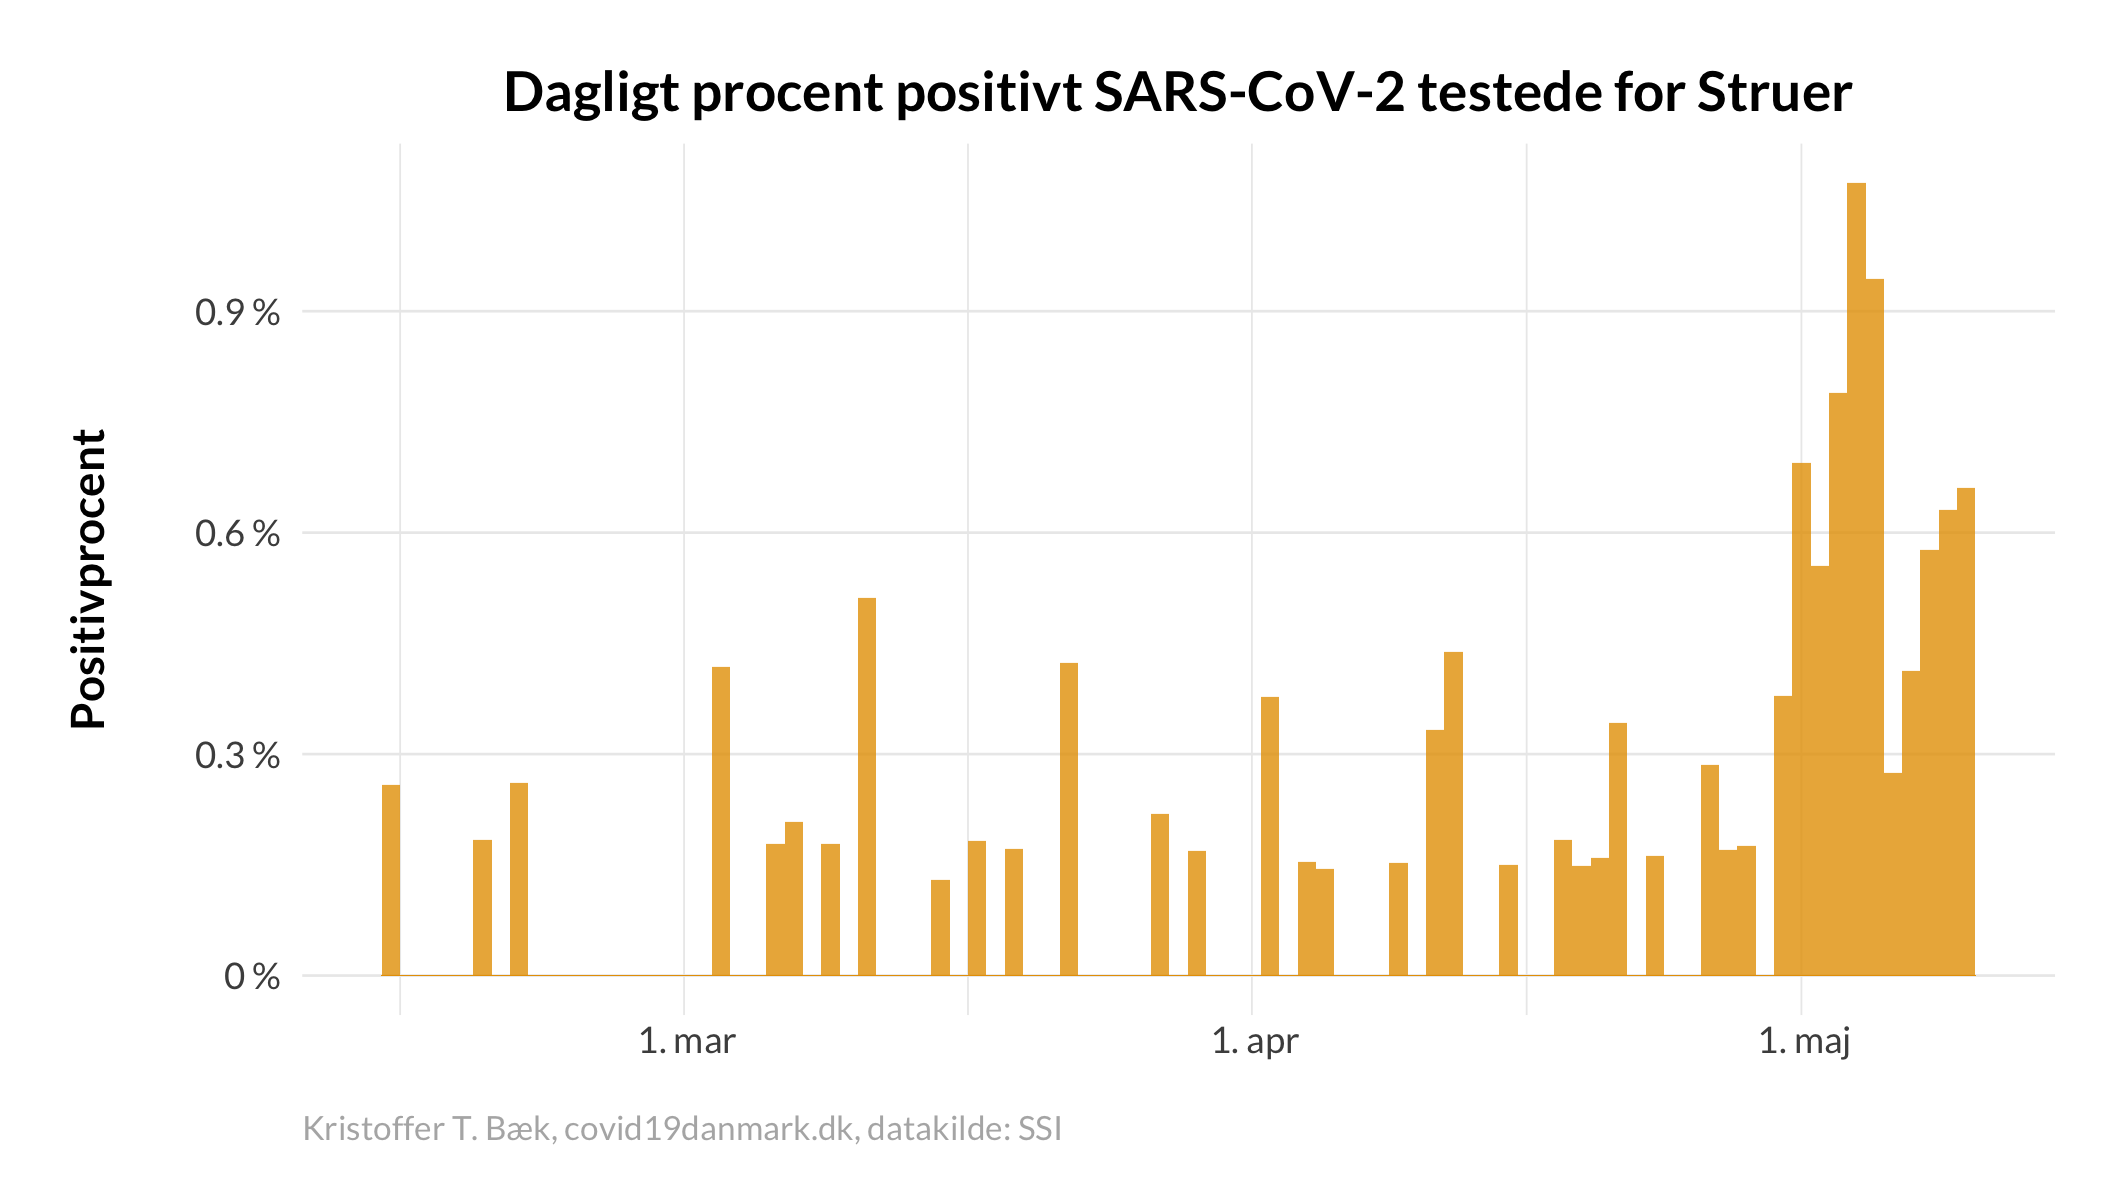 Dagligt procent positivt SARS-CoV-2 testede for Struer
Positivprocent
0.9 %
0.6 %
0.3 %
0 %
1. mar
1. apr
1. maj
Kristoffer T. Bæk, covid19danmark.dk, datakilde: SSI